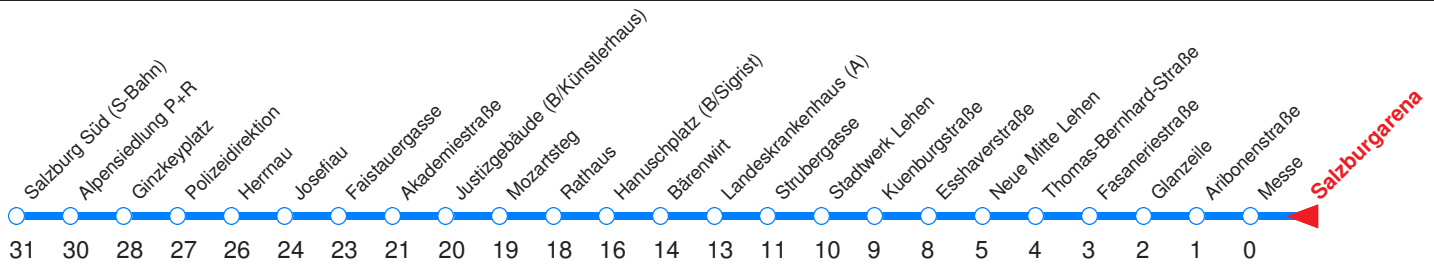 Salzburg Süd (S-Bahn)
Alpensiedlung P+R
Ginzkeyplatz
Polizeidirektion
Herrnau
Josefiau
Faistauergasse
Akademiestraße
Justizgebäude (B/Künstlerhaus)
Mozartsteg
Rathaus
Hanuschplatz (B/Sigrist)
Bärenwirt
Landeskrankenhaus (A)
Strubergasse
Stadtwerk Lehen
Kuenburgstraße
Esshaverstraße
Neue Mitte Lehen
Thomas-Bernhard-Straße
Fasaneriestraße
Glanzeile
Aribonenstraße
Messe
Salzburgarena
31 30 28 27 26 24 23 21 20 19 18 16 14 13 11 10 9 8 5 4 3 2 1 0